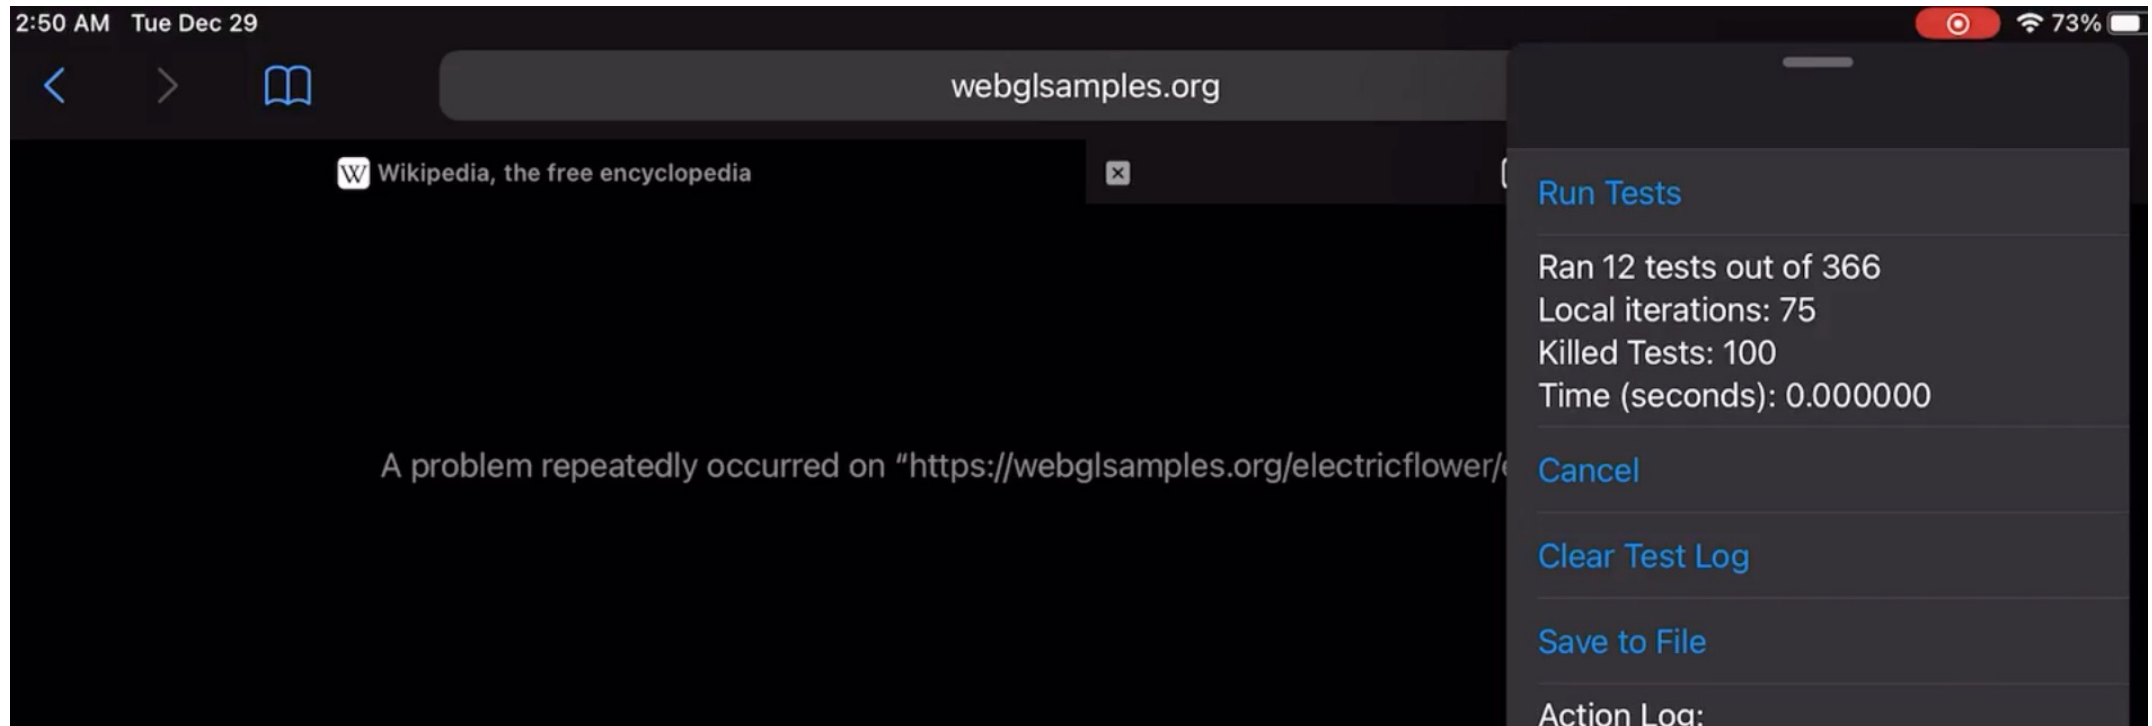 2:50 AM Tue Dec 29
73%
webglsamples.org
W Wikipedia, the free encyclopedia
A problem repeatedly occurred on “https://webglsamples.org/electricflower/
Run Tests
Ran 12 tests out of 366
Local iterations: 75
Killed Tests: 100
Time (seconds): 0.000000
Cancel
Clear Test Log
Save to File
Action Log: